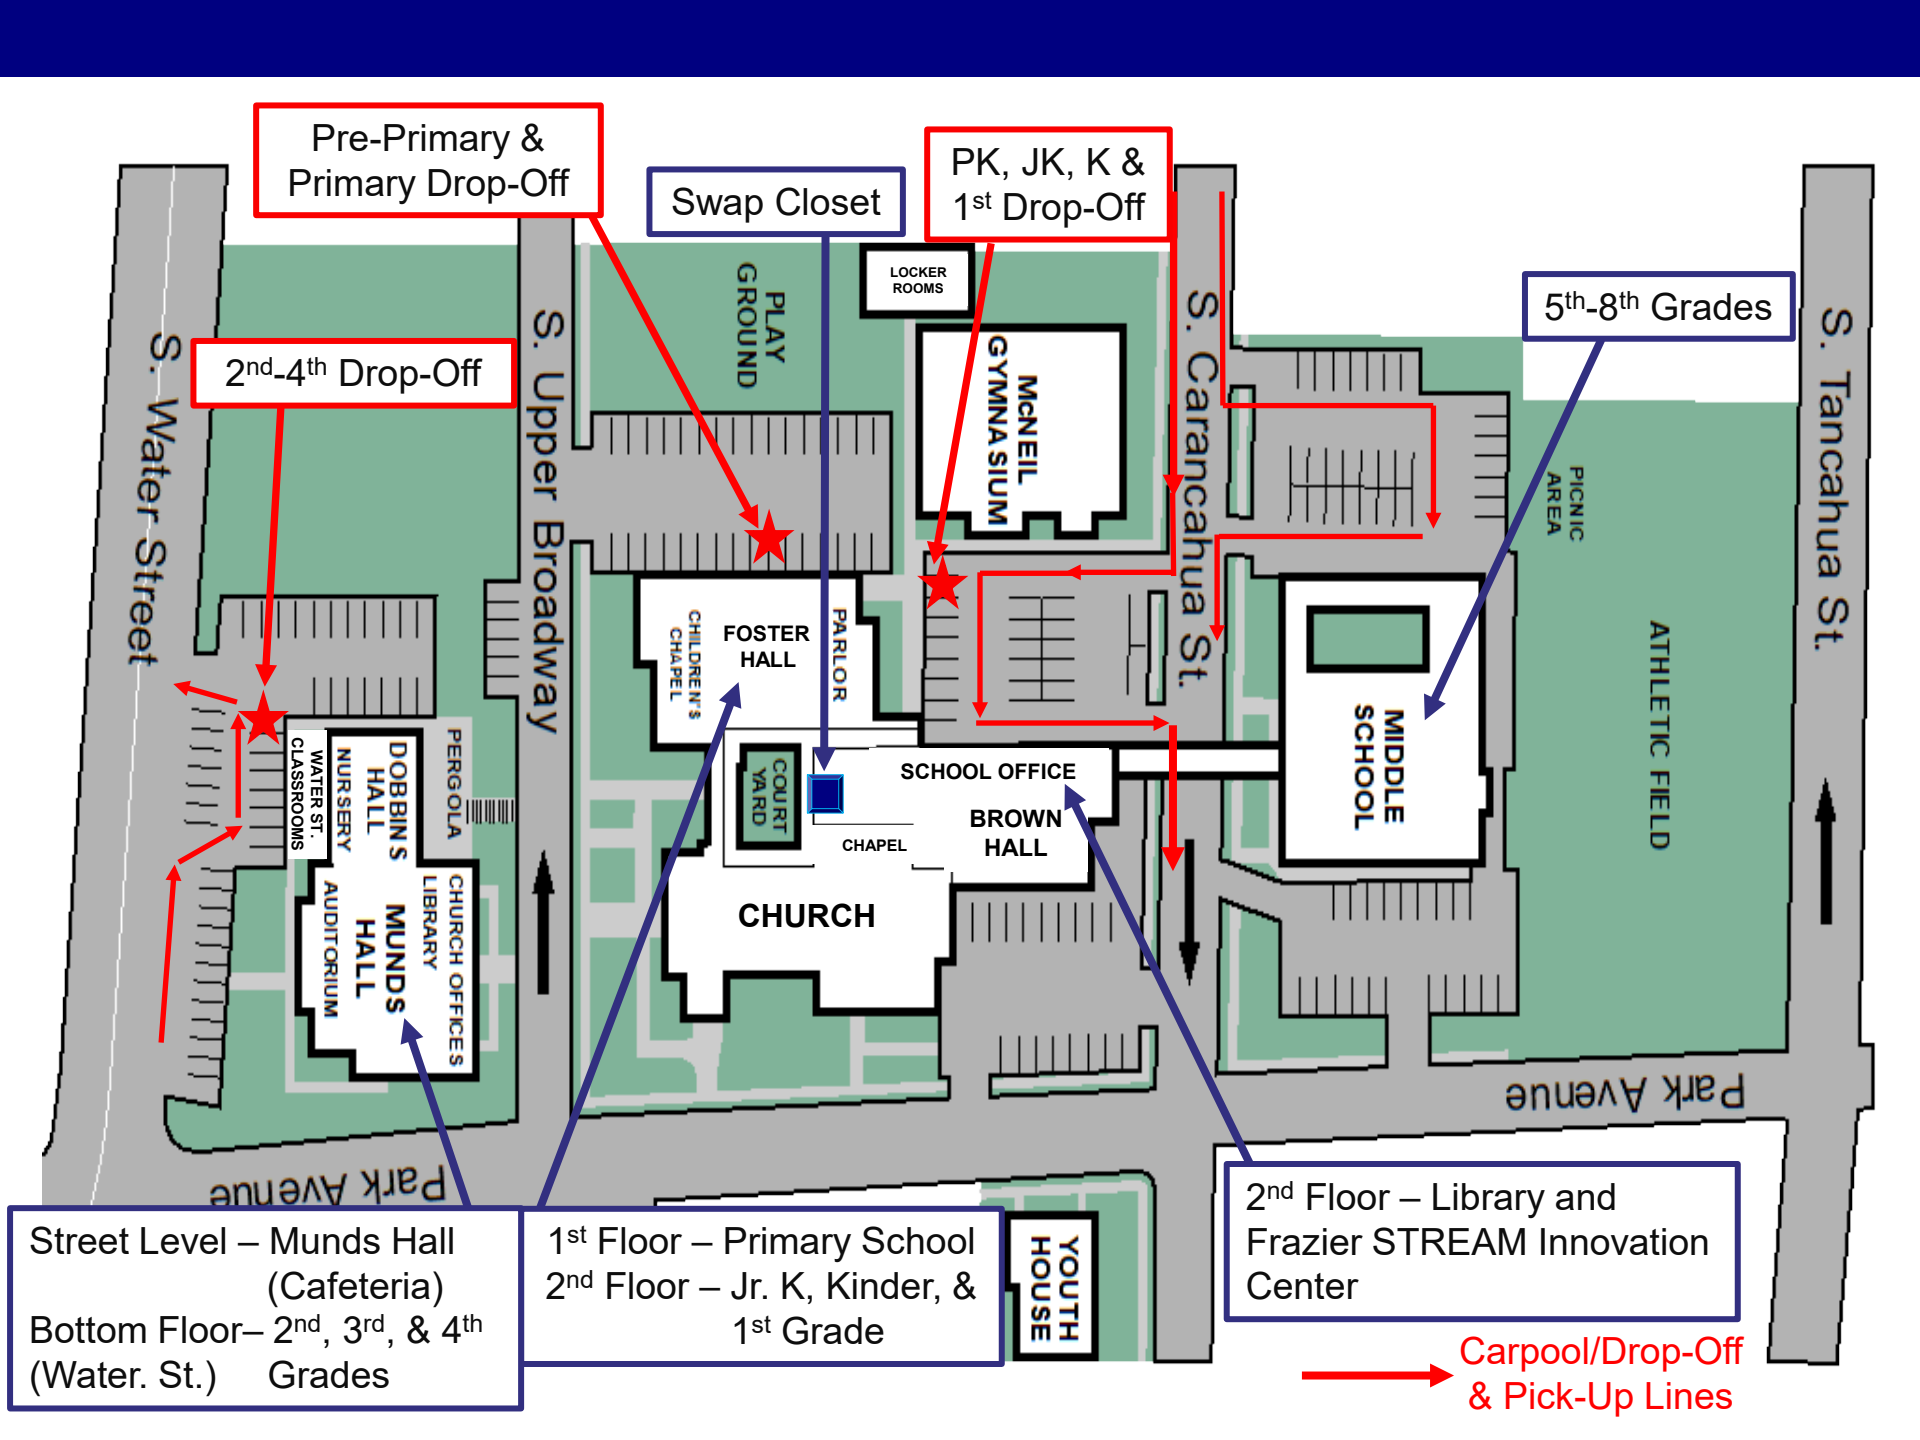 Pre-Primary &
Primary Drop-Off
Swap Closet
PK, JK, K &
1st Drop-Off
5th-8th Grades
2nd-4th Drop-Off
LOCKER
ROOMS
PLAY
GROUND
McNEIL
GYMNASIUM
S. Water Street
S. Upper Broadway
S. Carancahua St.
S. Tancahua St.
PICNIC
AREA
ATHLETIC FIELD
FOSTER
HALL
CHILDREN'S
CHAPEL
PARLOR
COURT
YARD
SCHOOL OFFICE
BROWN
HALL
CHAPEL
CHURCH
MIDDLE
SCHOOL
WATER ST.
CLASSROOMS
NURSERY
DOBBINS
HALL
PERGOLA
CHURCH OFFICES
LIBRARY
MUNDS
HALL
AUDITORIUM
Park Avenue
Park Avenue
YOUTH
HOUSE
Street Level – Munds Hall
(Cafeteria)
Bottom Floor– 2nd, 3rd, & 4th
(Water. St.) Grades
1st Floor – Primary School
2nd Floor – Jr. K, Kinder, &
1st Grade
2nd Floor – Library and
Frazier STREAM Innovation
Center
Carpool/Drop-Off
& Pick-Up Lines